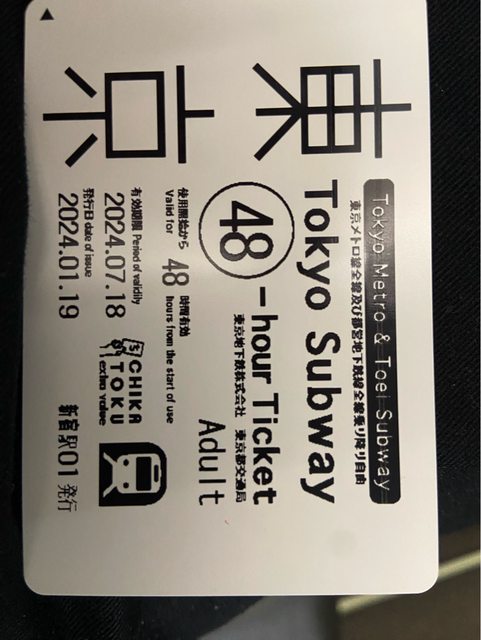 東京
Tokyo Metro & Toei Subway
東京メトロ線全線及び都営地下鉄線全線乗り降り自由
Tokyo Subway
48-hour Ticket
東京地下鉄株式会社 東京都交通局
Adult
使用開始から 48 時間有効
Valid for hours from the start of use
有効期限 Period of validity
2024.07.18
発行日 date of issue
2024.01.19
CHIKA
TOKU
extra value
新宿駅01発行